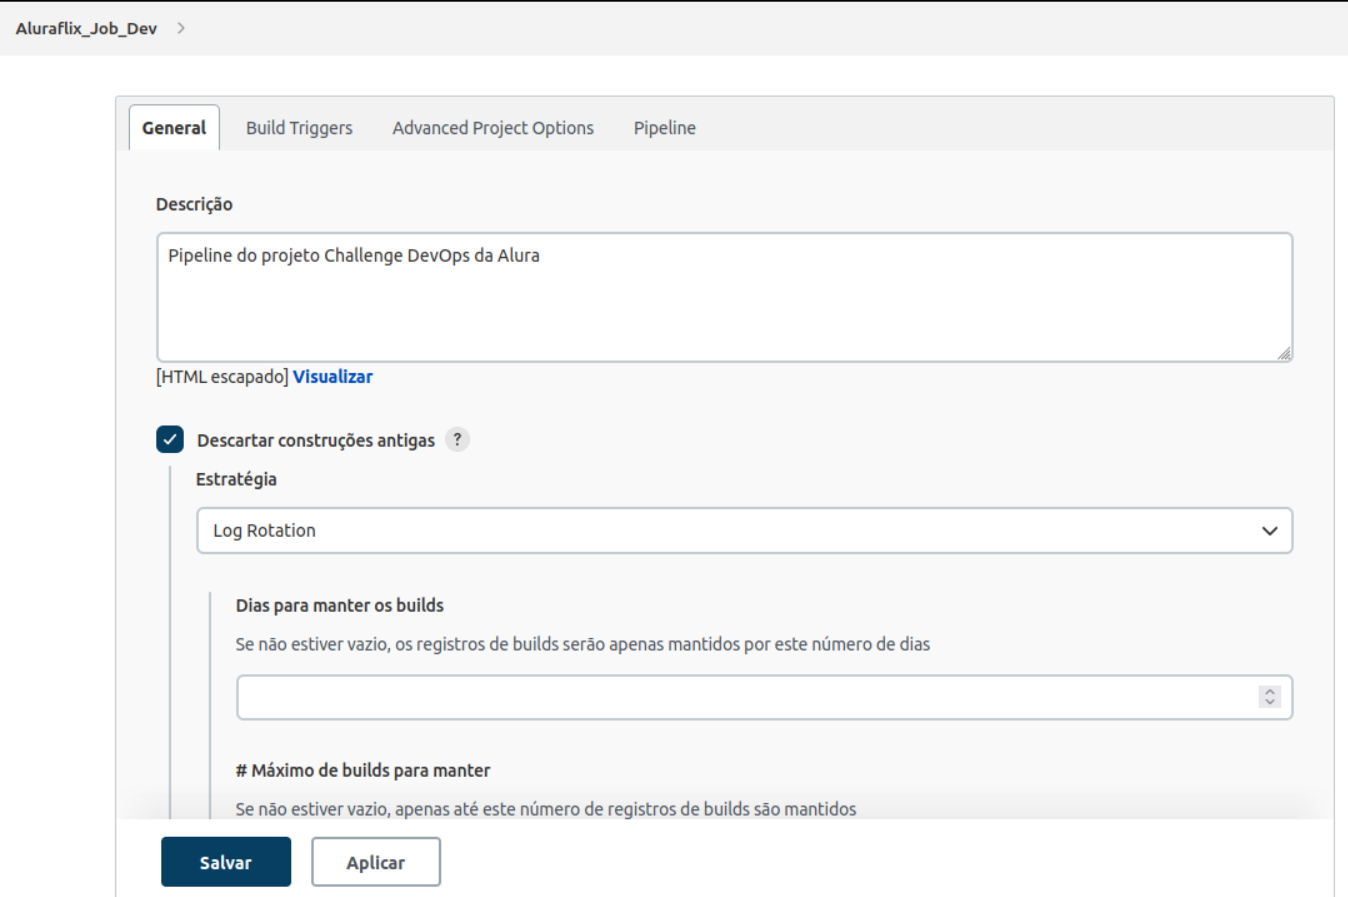 Aluraflix_Job_Dev
General
Build Triggers
Advanced Project Options
Pipeline
Descrição
Pipeline do projeto Challenge DevOps da Alura
[HTML escapado] Visualizar
Descartar construções antigas ?
Estratégia
Log Rotation
Dias para manter os builds
Se não estiver vazio, os registros de builds serão apenas mantidos por este número de dias
# Máximo de builds para manter
Se não estiver vazio, apenas até este número de registros de builds são mantidos
Salvar
Aplicar